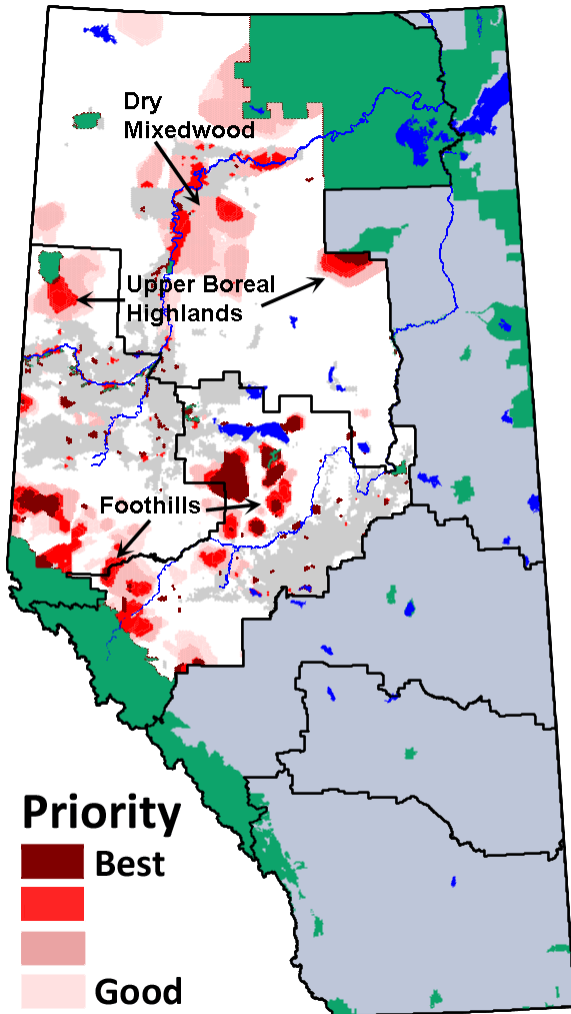 Dry
Mixedwood
Upper Boreal
Highlands
Foothills
Priority
Best
Good